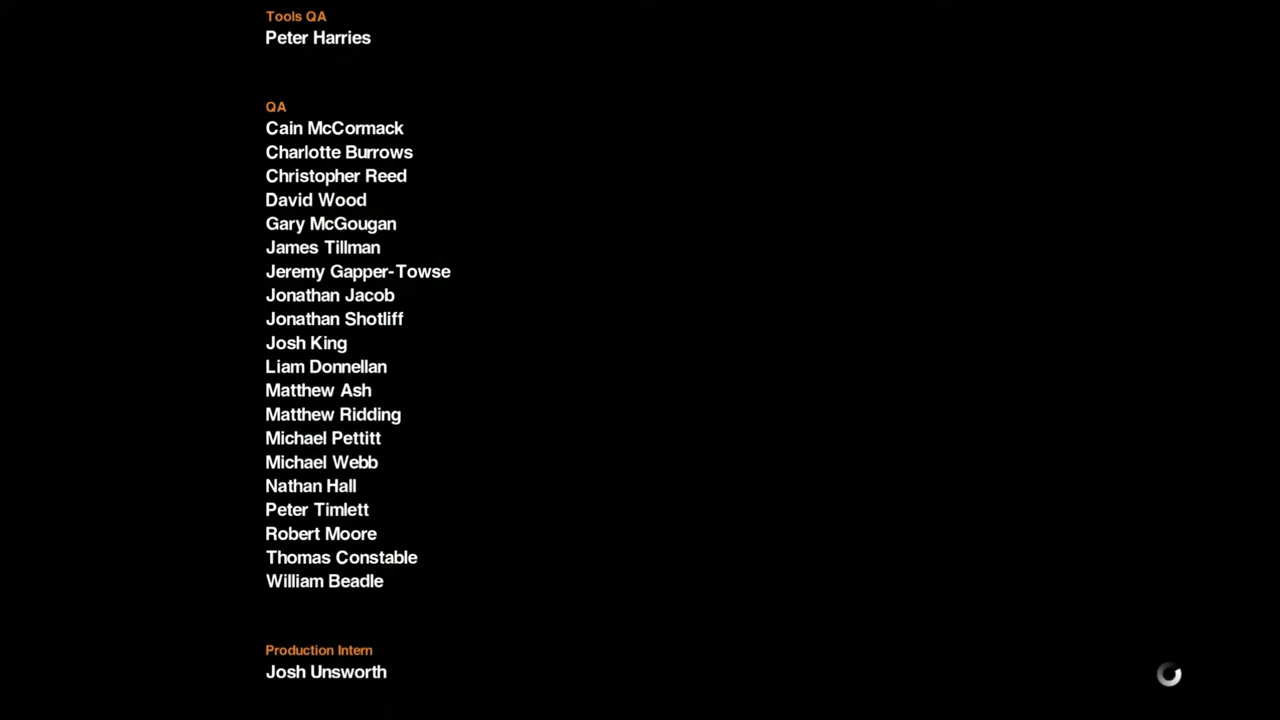 Tools QA
Peter Harries
QA
Cain McCormack
Charlotte Burrows
Christopher Reed
David Wood
Gary McGougan
James Tillman
Jeremy Gapper-Towse
Jonathan Jacob
Jonathan Shotliff
Josh King
Liam Donnellan
Matthew Ash
Matthew Ridding
Michael Pettitt
Michael Webb
Nathan Hall
Peter Timlett
Robert Moore
Thomas Constable
William Beadle
Production Intern
Josh Unsworth